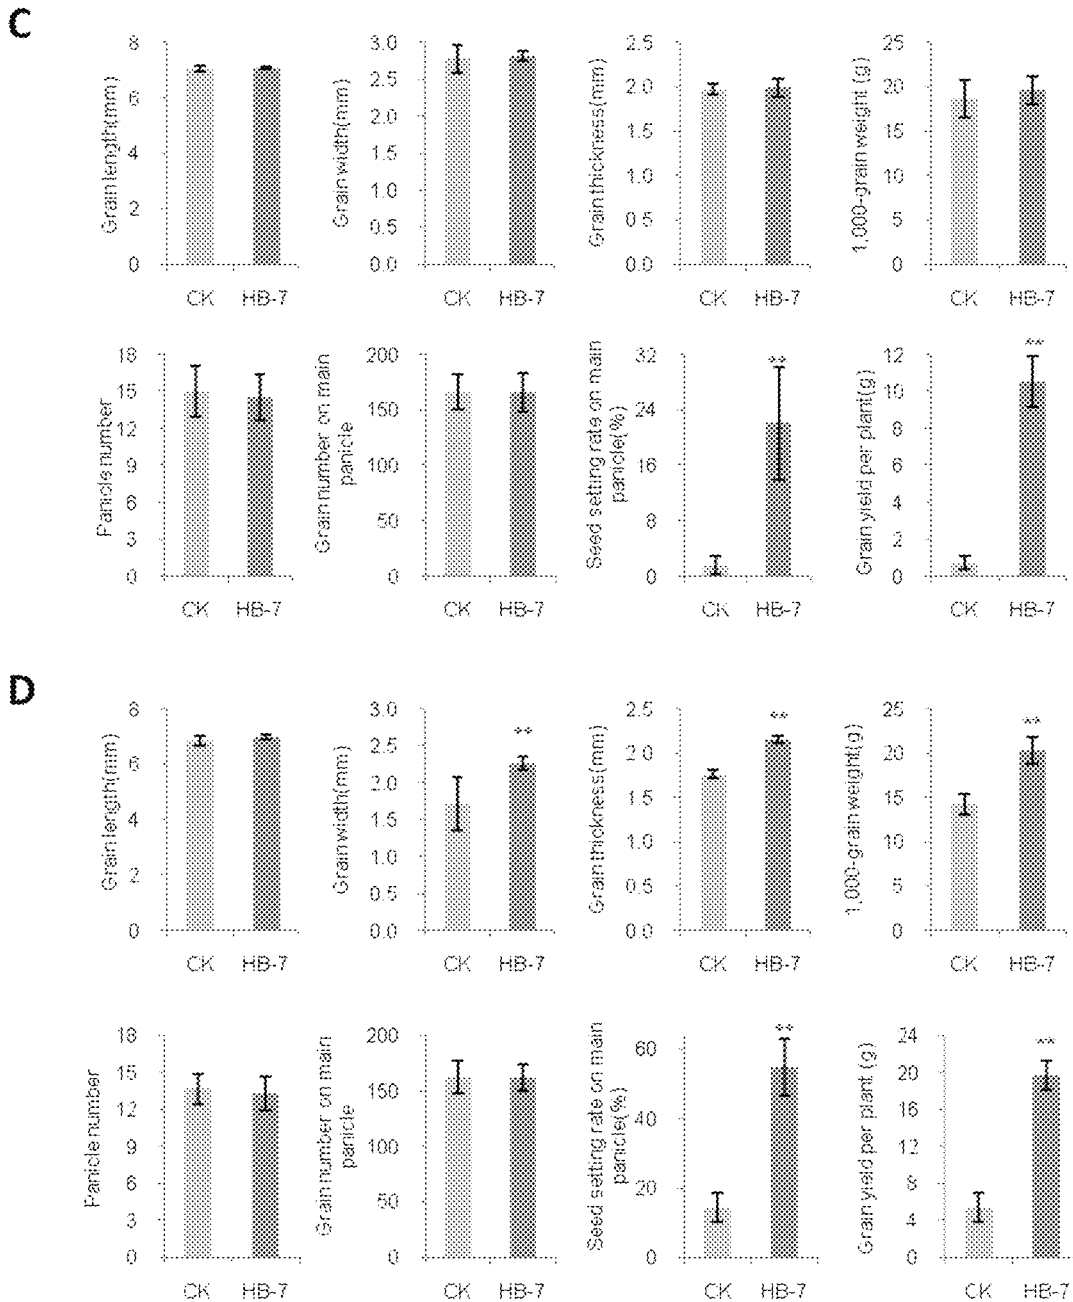 C
Grain length(mm)
8
6
4
2
0
CK HB-7
Grain width(mm)
3.0
2.5
2.0
1.5
1.0
0.5
0.0
CK HB-7
Grain thickness(mm)
2.5
2.0
1.5
1.0
0.5
0.0
CK HB-7
1,000-grain weight (g)
25
20
15
10
5
0
CK HB-7
Panicle number
18
15
12
9
6
3
0
CK HB-7
Grain number on main
panicle
200
150
100
50
0
CK HB-7
Seed setting rate on main
panicle(%)
32
24
16
8
0
**
CK HB-7
Grain yield per plant(g)
12
10
8
6
4
2
0
**
CK HB-7
D
Grain length(mm)
8
6
4
2
0
CK HB-7
Grain width(mm)
3.0
2.5
2.0
1.5
1.0
0.5
0.0
**
CK HB-7
Grain thickness(mm)
2.5
2.0
1.5
1.0
0.5
0.0
**
CK HB-7
1,000-grain weight(g)
25
20
15
10
5
0
**
CK HB-7
Panicle number
18
15
12
9
6
3
0
CK HB-7
Grain number on main
panicle
200
150
100
50
0
CK HB-7
Seed setting rate on main
panicle(%)
60
40
20
0
**
CK HB-7
Grain yield per plant (g)
24
20
16
12
8
4
0
**
CK HB-7